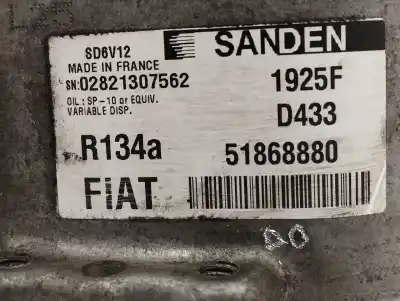 SD6V12
SANDEN
MADE IN FRANCE
SN:02821307562
1925F
OIL: SP-10 or EQUIV.
VARIABLE DISP.
D433
R134a
51868880
FIAT
DO